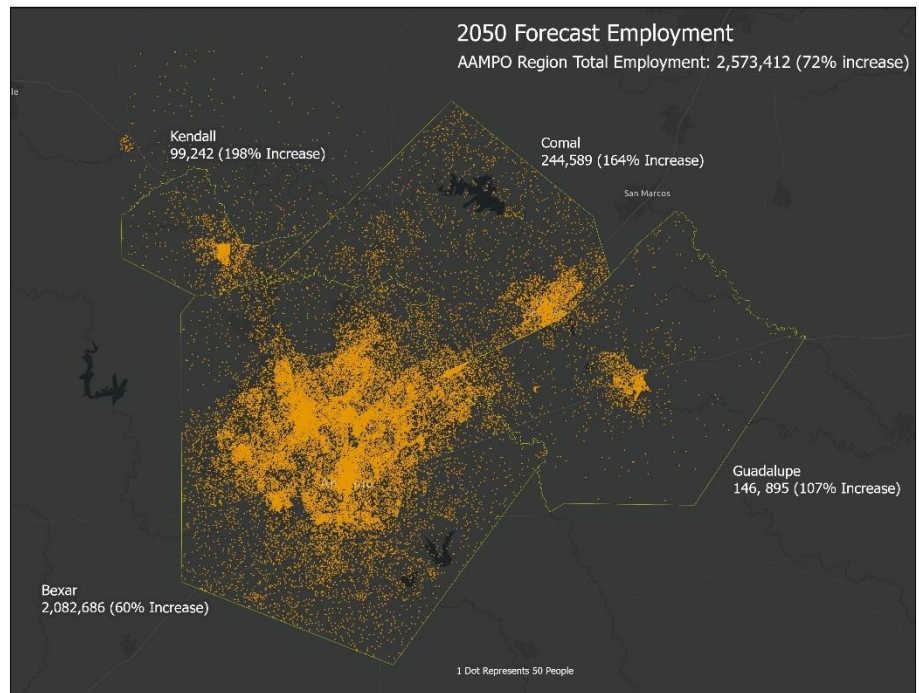 2050 Forecast Employment
AAMPO Region Total Employment: 2,573,412 (72% increase)
le
Kendall
99,242 (198% Increase)
Comal
244,589 (164% Increase)
San Marcos
Guadalupe
146, 895 (107% Increase)
Bexar
2,082,686 (60% Increase)
1 Dot Represents 50 People